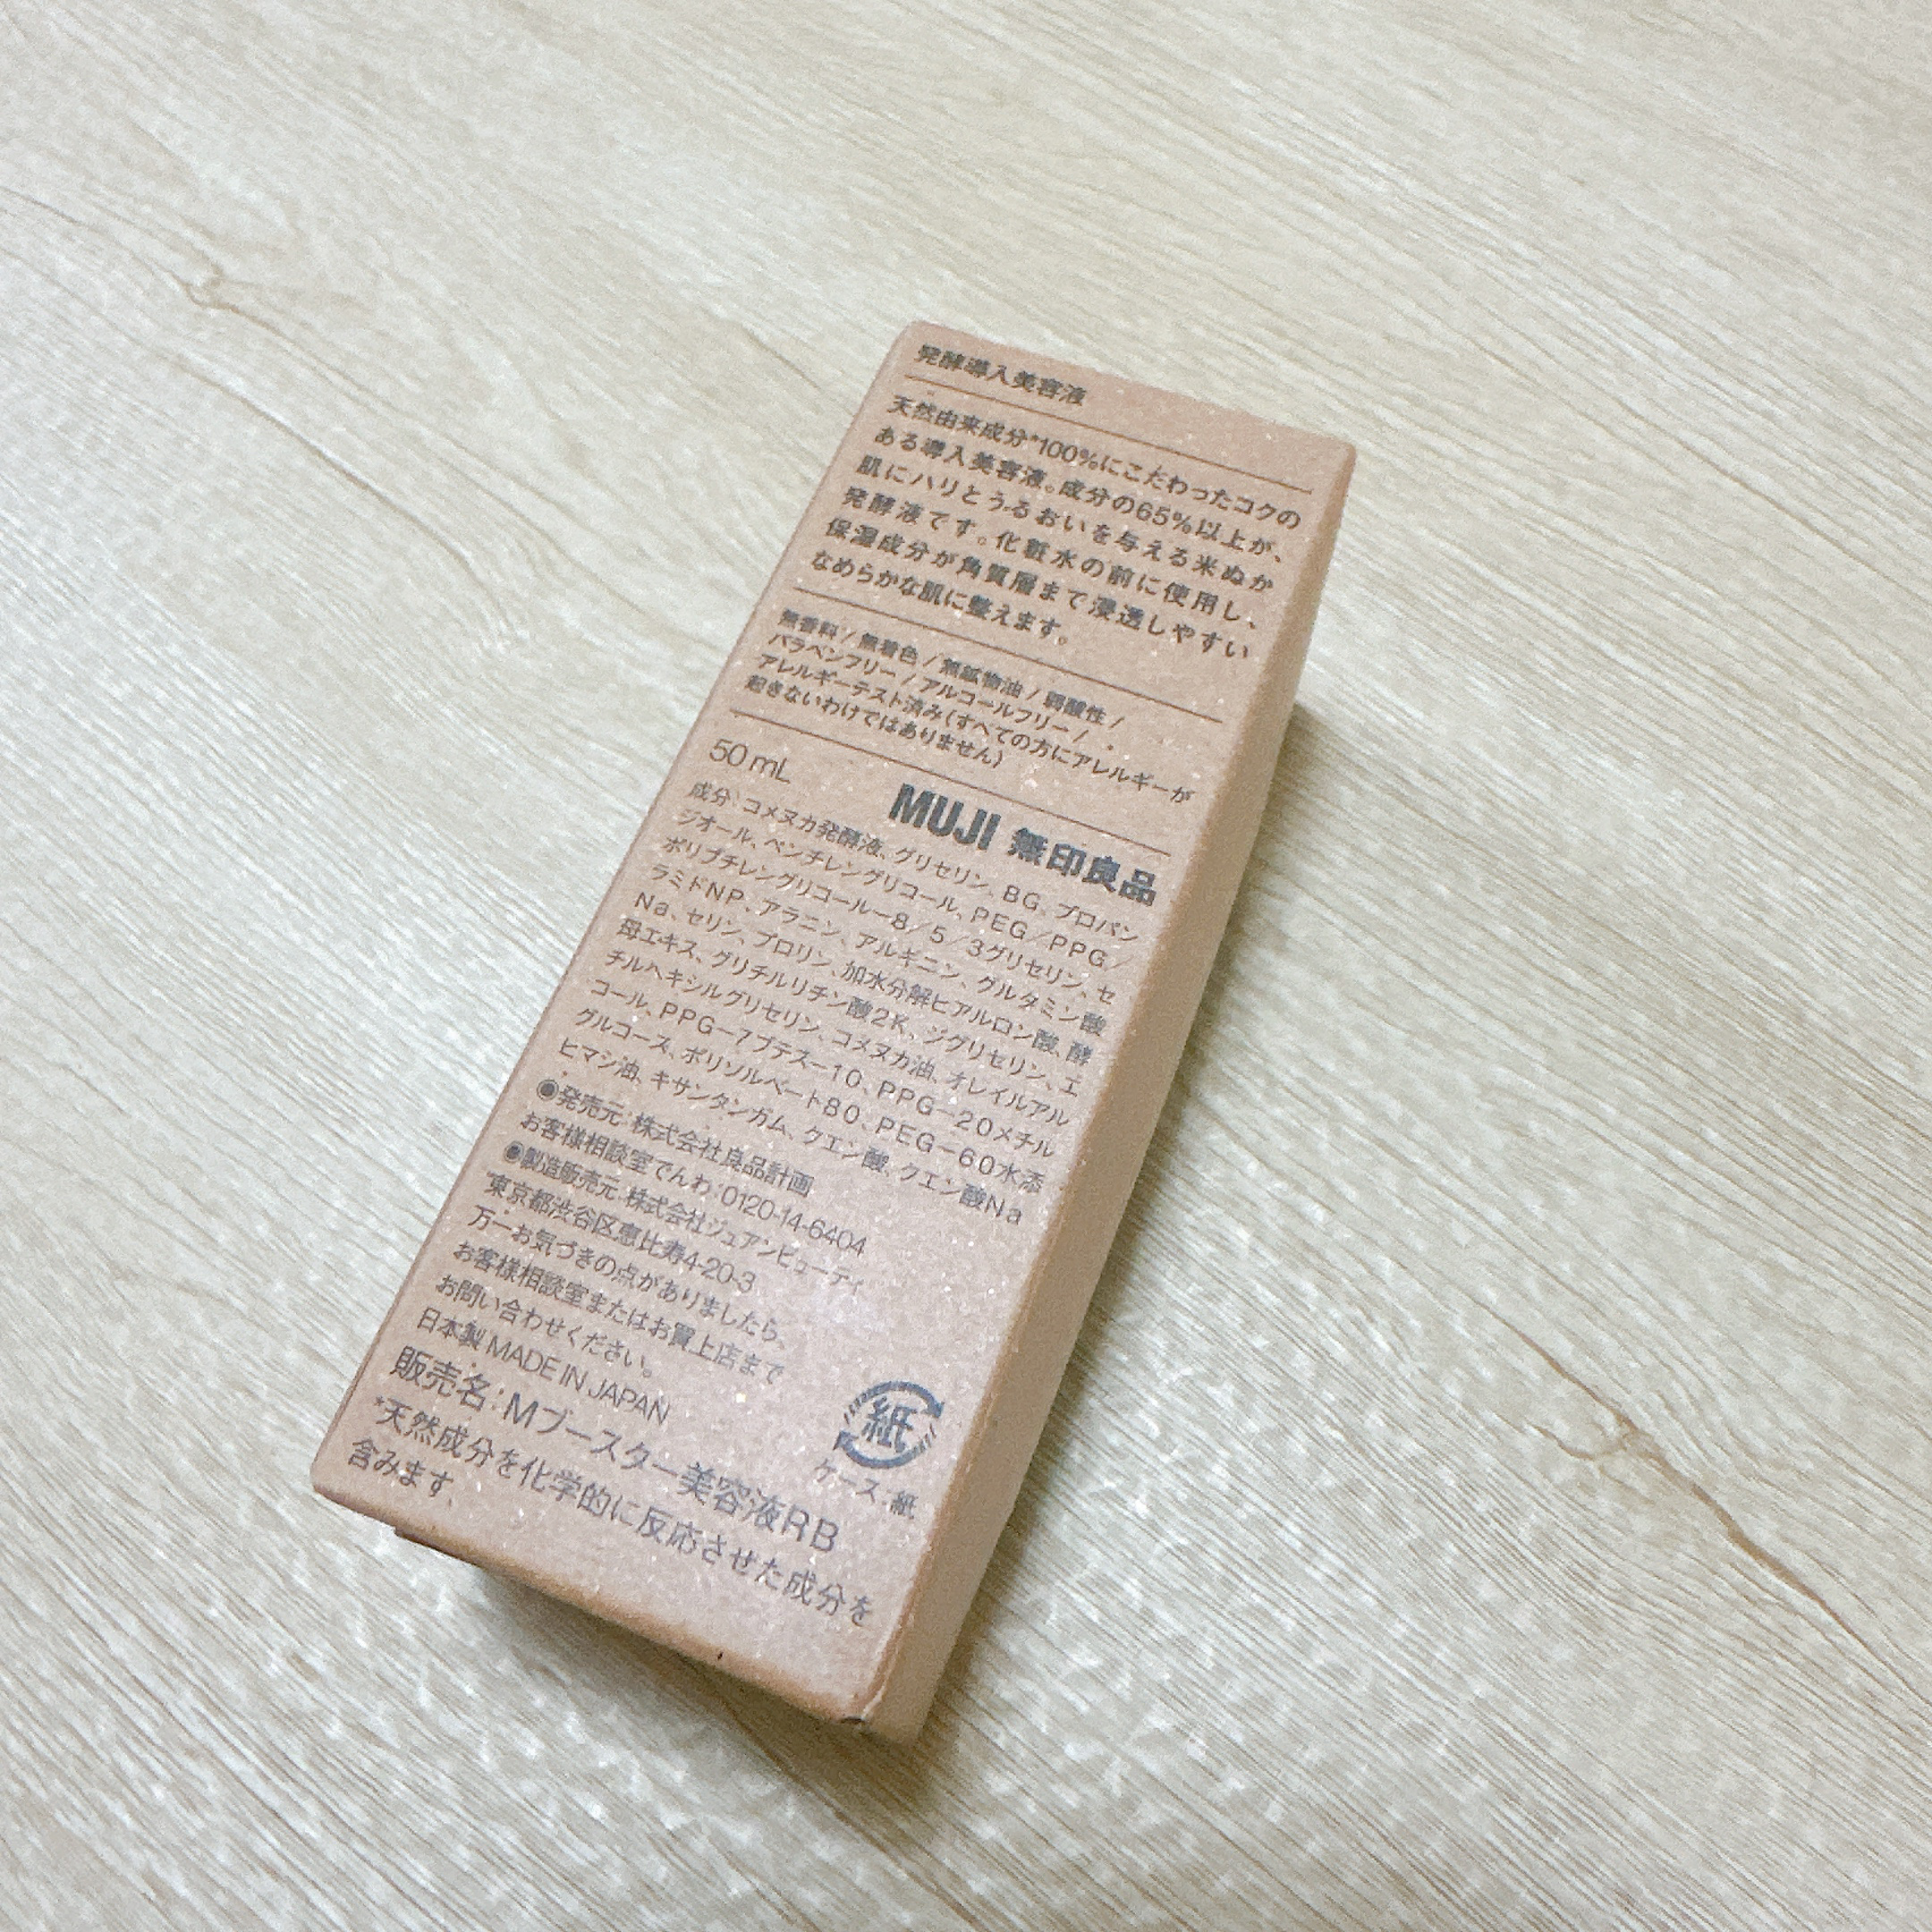 発酵導入美容液
天然由来成分*100%にこだわったコクの
ある導入美容液。成分の65%以上が、
肌にハリとうるおいを与える米ぬか
発酵液です。化粧水の前に使用し、
保湿成分が角質層まで浸透しやすい
なめらかな肌に整えます。
無香料/無着色/無鉱物油/弱酸性/
パラベンフリー/アルコールフリー/
アレルギーテスト済み(すべての方にアレルギーが
起きないわけではありません)
50 mL
MUJI 無印良品
成分:コメヌカ発酵液、グリセリン、BG、プロパン
ジオール、ペンチレングリコール、PEG/PPG/
ポリブチレングリコールー8/5/3グリセリン、セ
ラミドNP、アラニン、アルギニン、グルタミン酸
Na、セリン、プロリン、加水分解ヒアルロン酸、酵
母エキス、グリチルリチン酸2K、ジグリセリン、エ
チルヘキシルグリセリン、コメヌカ油、オレイルアル
コール、PPGー7ブテスー10、PPGー20メチル
グルコース、ポリソルベート80、PEGー60水添
ヒマシ油、キサンタンガム、クエン酸、クエン酸Na
◉発売元:株式会社良品計画
お客様相談室でんわ:0120-14-6404
◉製造販売元:株式会社ジュアンビューティ
東京都渋谷区恵比寿4-20-3
万一お気づきの点がありましたら、
お客様相談室またはお買上店まで
お問い合わせください。
日本製 MADE IN JAPAN
販売名:Mブースター美容液RB
*天然成分を化学的に反応させた成分を
含みます。
紙
ケース:紙